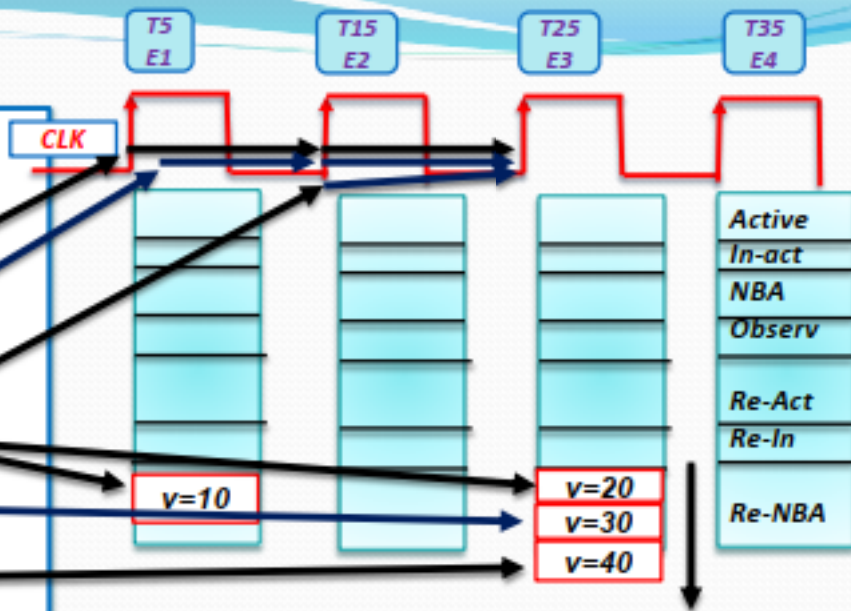 T5
E1
T15
E2
T25
E3
T35
E4
CLK
Active
In-act
NBA
Observ
Re-Act
Re-In
Re-NBA
v=10
v=20
v=30
v=40